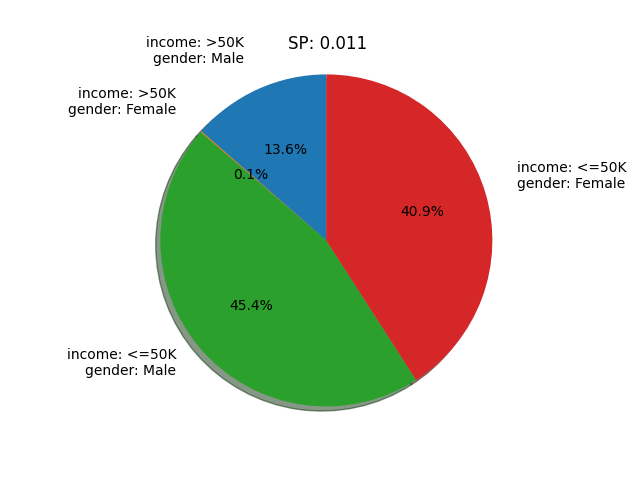 SP: 0.011
income: >50K
gender: Male
income: >50K
gender: Female
13.6%
0.1%
income: <=50K
gender: Female
40.9%
45.4%
income: <=50K
gender: Male